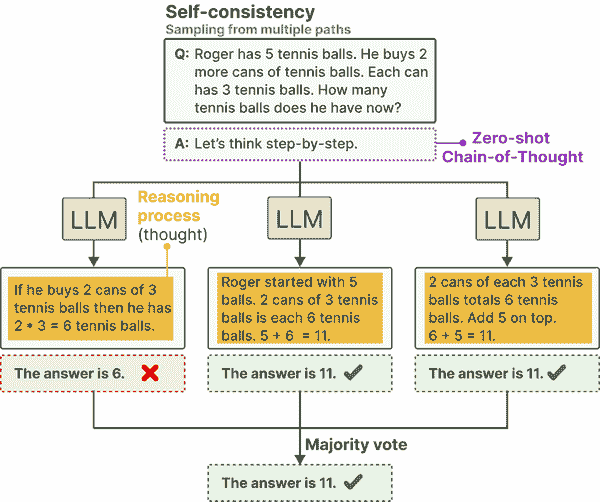 Self-consistency
Sampling from multiple paths
Q: Roger has 5 tennis balls. He buys 2
more cans of tennis balls. Each can
has 3 tennis balls. How many
tennis balls does he have now?
A: Let's think step-by-step.
Zero-shot
Chain-of-Thought
Reasoning
process
(thought)
LLM
LLM
LLM
If he buys 2 cans of 3
tennis balls then he has
2 * 3 = 6 tennis balls.
Roger started with 5
balls. 2 cans of 3 tennis
balls is each 6 tennis
balls. 5 + 6 = 11.
2 cans of each 3 tennis
balls totals 6 tennis
balls. Add 5 on top.
6 + 5 = 11.
The answer is 6. ❌
The answer is 11. ✔
The answer is 11. ✔
Majority vote
The answer is 11. ✔